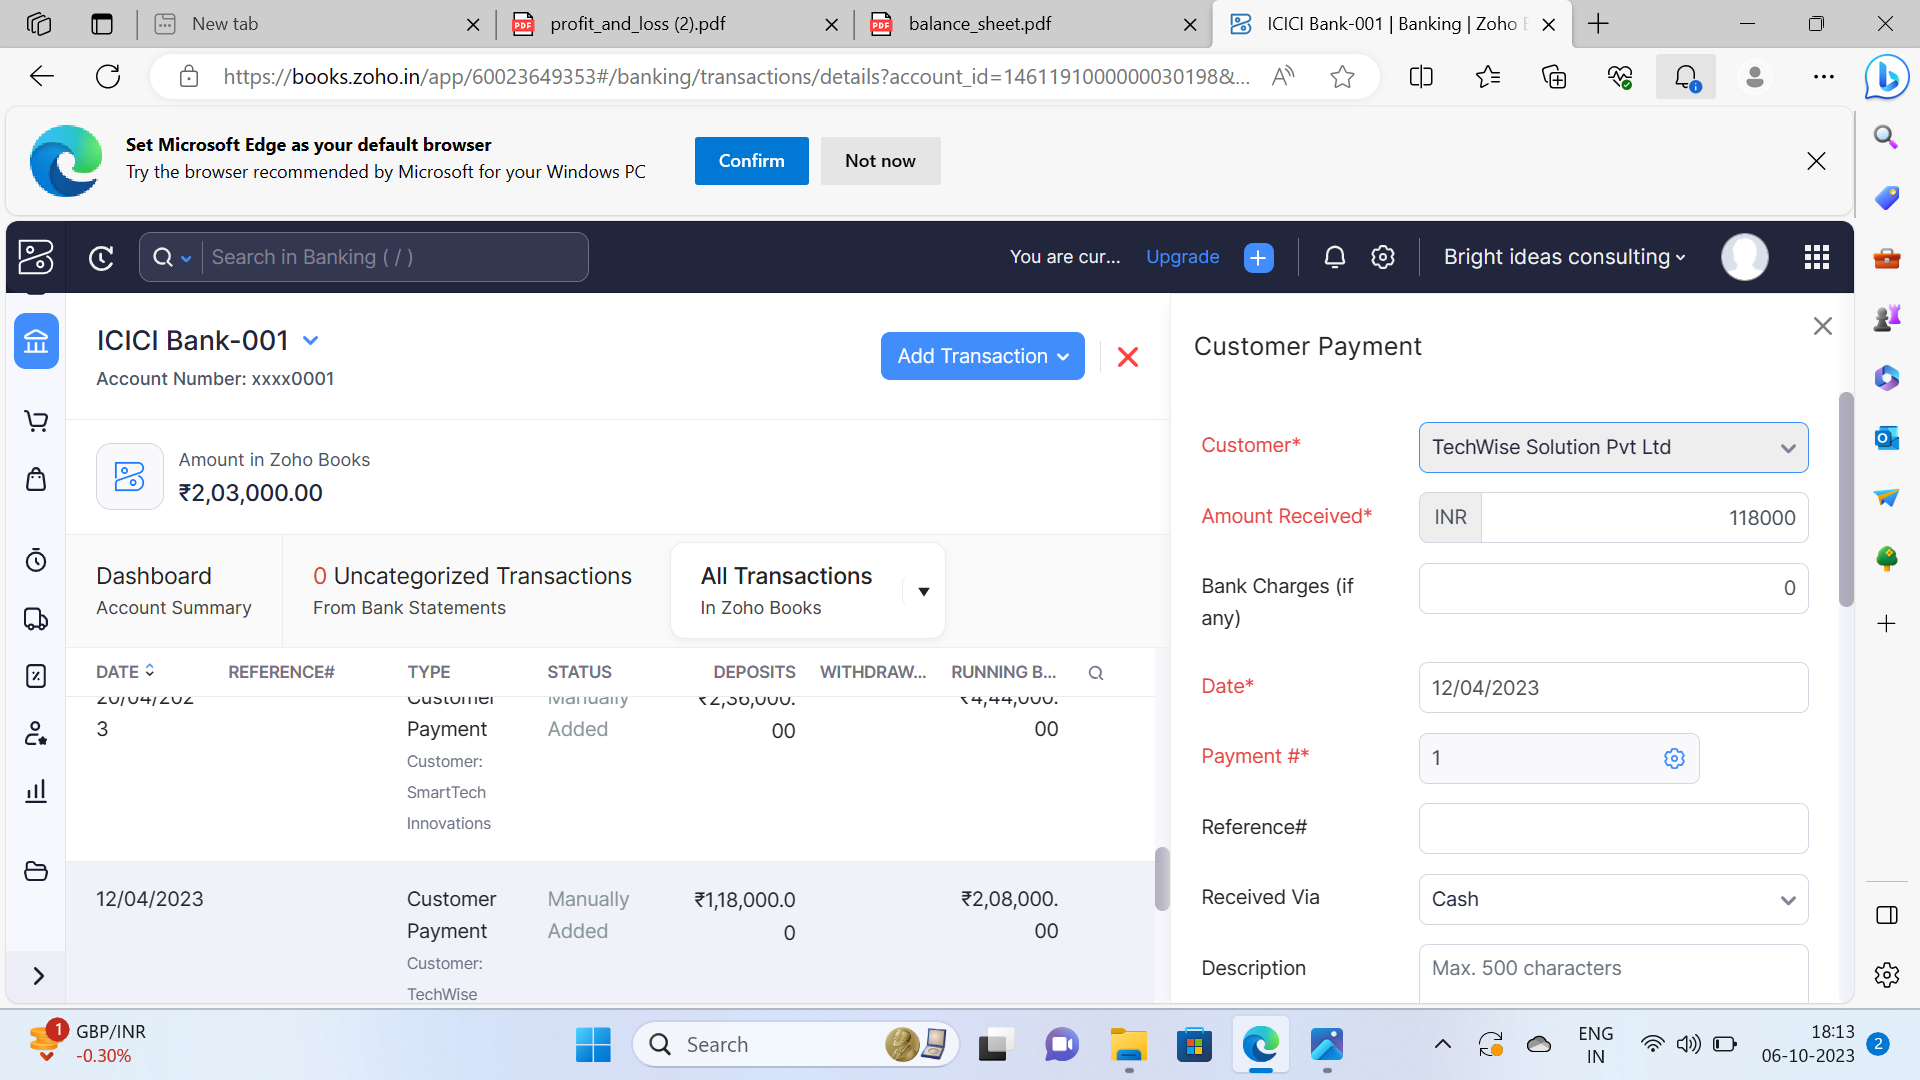 New tab
profit_and_loss (2).pdf
balance_sheet.pdf
ICICI Bank-001 | Banking | Zoho
https://books.zoho.in/app/60023649353#/banking/transactions/details?account_id=1461191000000030198&...
Set Microsoft Edge as your default browser
Try the browser recommended by Microsoft for your Windows PC
Confirm
Not now
Search in Banking ( / )
You are cur...
Upgrade
Bright ideas consulting
ICICI Bank-001
Account Number: xxxx0001
Add Transaction
Amount in Zoho Books
₹2,03,000.00
Dashboard
Account Summary
0 Uncategorized Transactions
From Bank Statements
All Transactions
In Zoho Books
DATE REFERENCE# TYPE STATUS DEPOSITS WITHDRAW... RUNNING B...
20/04/202 Customer Manually ₹2,36,000. ₹4,44,000.
3 Payment Added 00 00
Customer:
SmartTech
Innovations
12/04/2023 Customer Manually ₹1,18,000.0 ₹2,08,000.
Payment Added 0 00
Customer:
TechWise
Customer Payment
Customer* TechWise Solution Pvt Ltd
Amount Received* INR 118000
Bank Charges (if 0
any)
Date* 12/04/2023
Payment #* 1
Reference#
Received Via Cash
Description Max. 500 characters
1 GBP/INR
-0.30%
Search
ENG
IN
18:13
06-10-2023
2